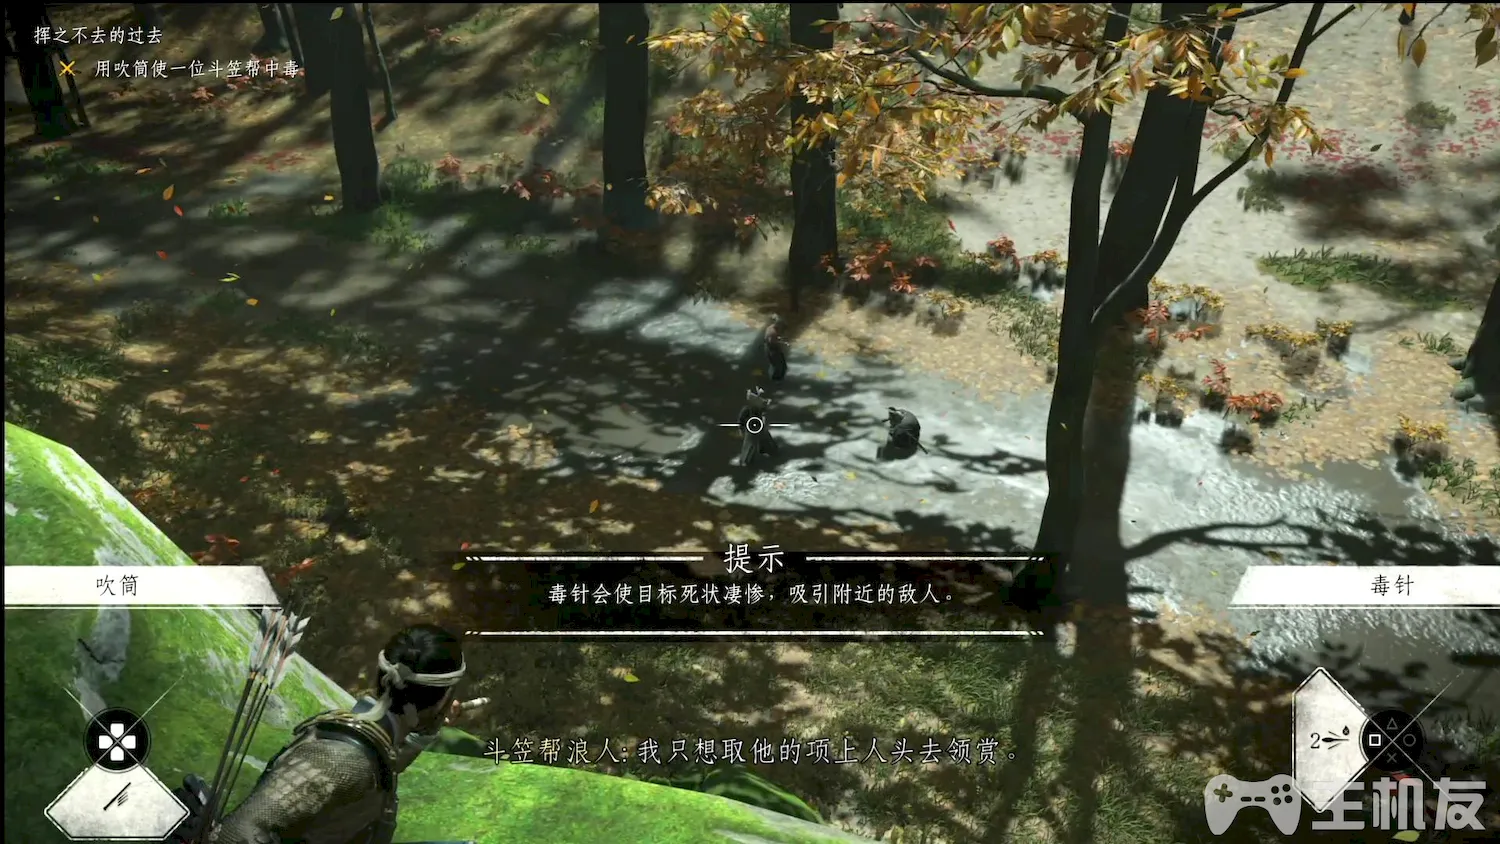 挥之不去的过去
用吹筒使一位斗笠帮中毒
提示
毒针会使目标死状凄惨，吸引附近的敌人。
吹筒
毒针
斗笠帮浪人：我只想取他的项上人头去领赏。
2
主机友